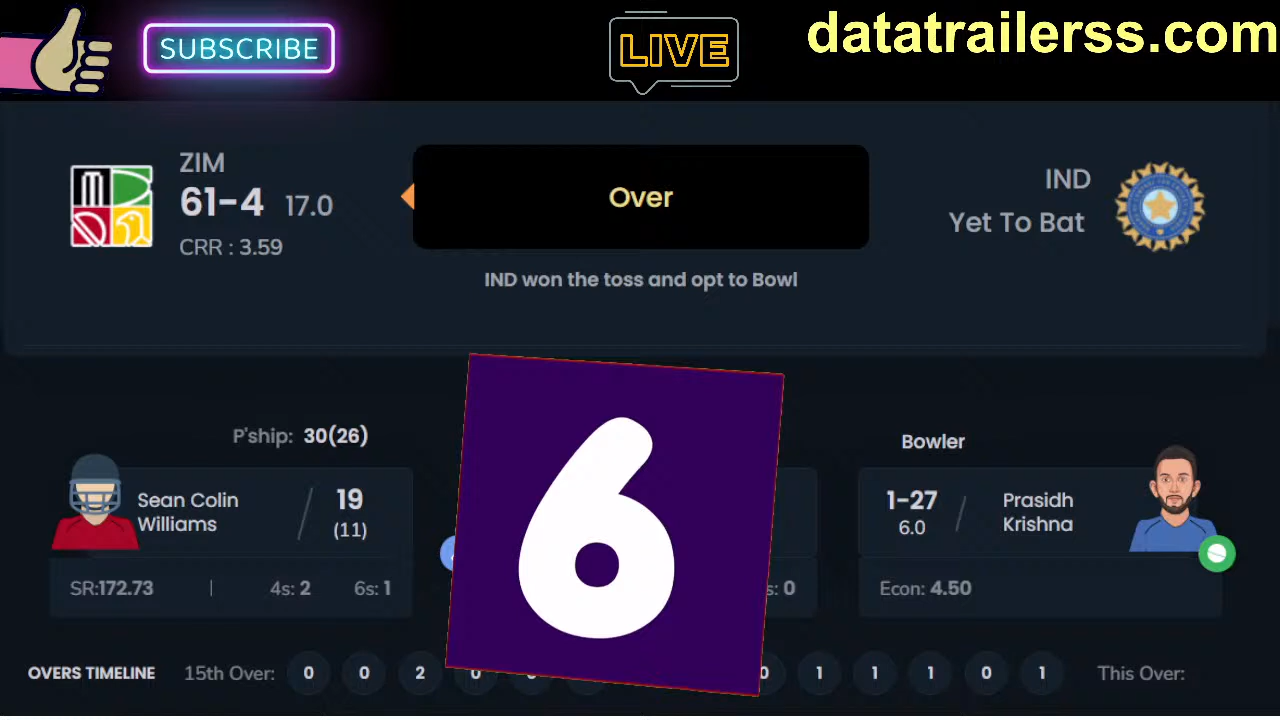 SUBSCRIBE
LIVE
datatrailerss.com
ZIM
61-4 17.0
CRR : 3.59
Over
IND
Yet To Bat
IND won the toss and opt to Bowl
P'ship: 30(26)
Sean Colin
Williams
19
(11)
SR:172.73 | 4s: 2 6s: 1
6
s: 0
Bowler
1-27
6.0
Prasidh
Krishna
Econ: 4.50
OVERS TIMELINE 15th Over: 0 0 2 0 0 1 1 1 0 1 This Over: